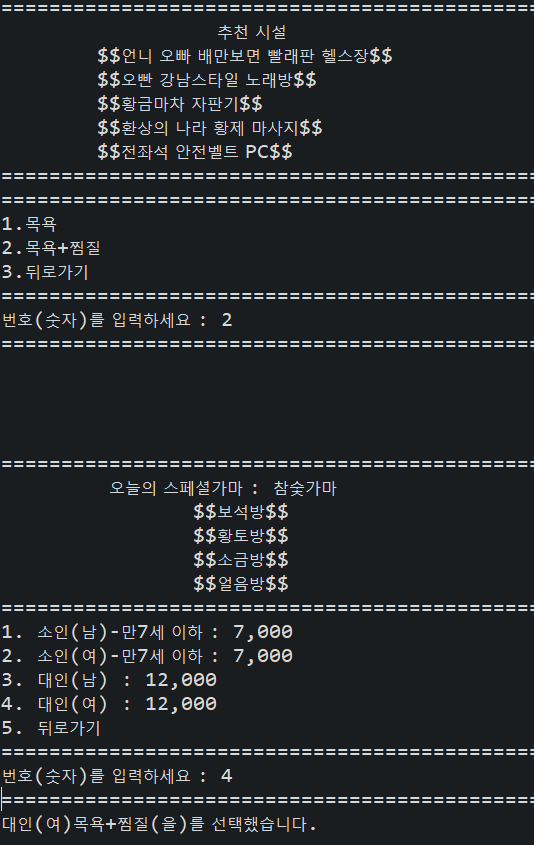 =============================================
추천 시설
$$언니 오빠 배만보면 빨래판 헬스장$$
$$오빤 강남스타일 노래방$$
$$황금마차 자판기$$
$$환상의 나라 황제 마사지$$
$$전좌석 안전벨트 PC$$
=============================================
=============================================
1.목욕
2.목욕+찜질
3.뒤로가기
=============================================
번호(숫자)를 입력하세요 : 2
=============================================
=============================================
오늘의 스페셜가마 : 참숯가마
$$보석방$$
$$황토방$$
$$소금방$$
$$얼음방$$
=============================================
1. 소인(남)-만7세 이하 : 7,000
2. 소인(여)-만7세 이하 : 7,000
3. 대인(남) : 12,000
4. 대인(여) : 12,000
5. 뒤로가기
=============================================
번호(숫자)를 입력하세요 : 4
=============================================
대인(여)목욕+찜질(을)를 선택했습니다.